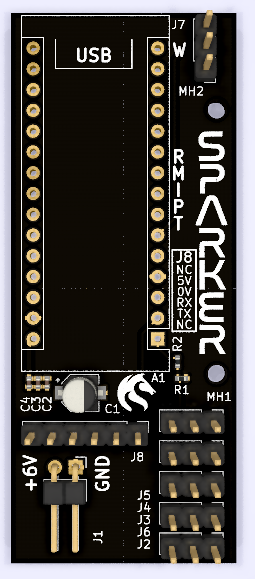 J7
USB
W
MH2
RMIPT
SPARKER
J8
NC
5V
0V
RX
TX
NC
R2
A1
R1
C4
C3
C2
C1
MH1
+6V
GND
J8
J1
J5
J4
J3
J6
J2